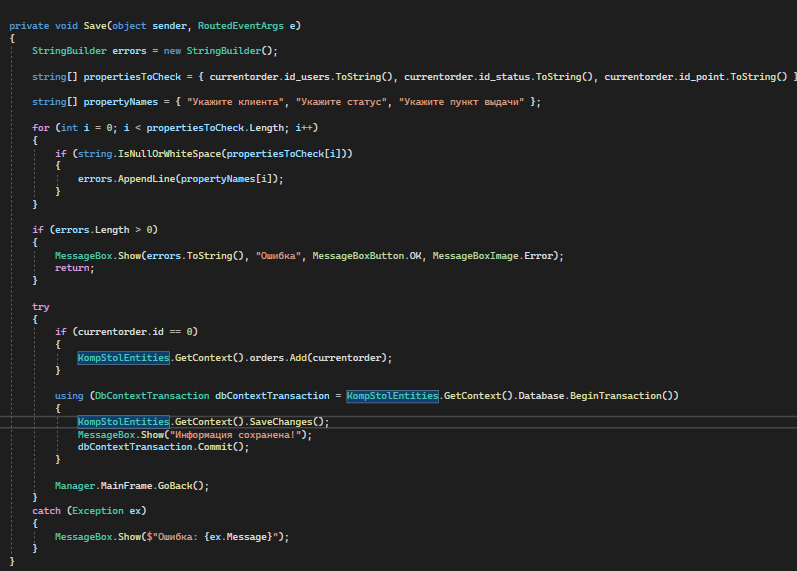 private void Save(object sender, RoutedEventArgs e)
{
StringBuilder errors = new StringBuilder();
string[] propertiesToCheck = { currentorder.id_users.ToString(), currentorder.id_status.ToString(), currentorder.id_point.ToString() }
string[] propertyNames = { "Укажите клиента", "Укажите статус", "Укажите пункт выдачи" };
for (int i = 0; i < propertiesToCheck.Length; i++)
{
if (string.IsNullOrWhiteSpace(propertiesToCheck[i]))
{
errors.AppendLine(propertyNames[i]);
}
}
if (errors.Length > 0)
{
MessageBox.Show(errors.ToString(), "Ошибка", MessageBoxButton.OK, MessageBoxImage.Error);
return;
}
try
{
if (currentorder.id == 0)
{
KompStolEntities.GetContext().orders.Add(currentorder);
}
using (DbContextTransaction dbContextTransaction = KompStolEntities.GetContext().Database.BeginTransaction())
{
KompStolEntities.GetContext().SaveChanges();
MessageBox.Show("Информация сохранена!");
dbContextTransaction.Commit();
}
Manager.MainFrame.GoBack();
}
catch (Exception ex)
{
MessageBox.Show($"Ошибка: {ex.Message}");
}
}